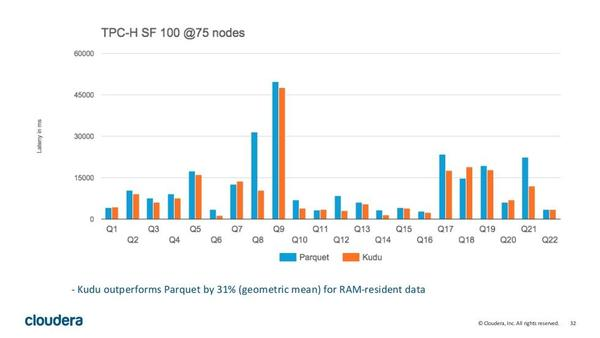 TPC-H SF 100 @75 nodes
60000
45000
30000
15000
0
Latency in ms
Q1 Q3 Q5 Q7 Q9 Q11 Q13 Q15 Q17 Q19 Q21
Q2 Q4 Q6 Q8 Q10 Q12 Q14 Q16 Q18 Q20 Q22
Parquet Kudu
- Kudu outperforms Parquet by 31% (geometric mean) for RAM-resident data
cloudera © Cloudera, Inc. All rights reserved. 32